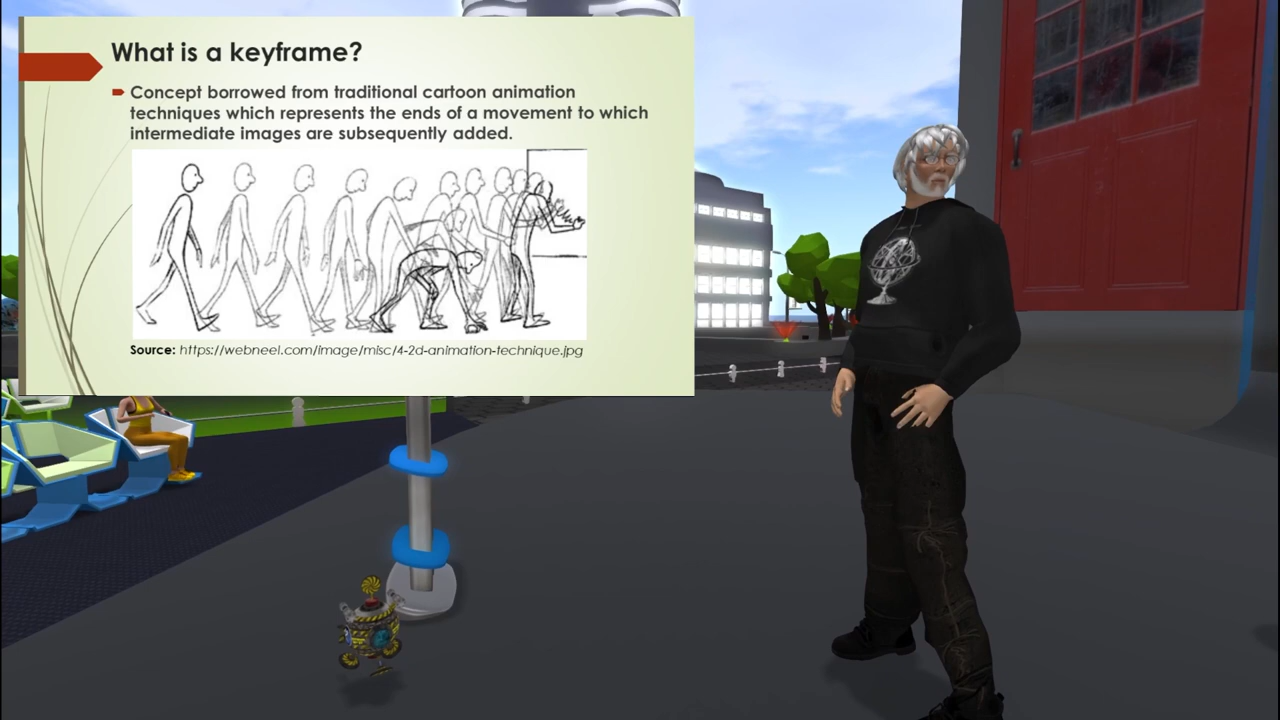 What is a keyframe?
Concept borrowed from traditional cartoon animation
techniques which represents the ends of a movement to which
intermediate images are subsequently added.
Source: https://webneel.com/image/misc/4-2d-animation-technique.jpg